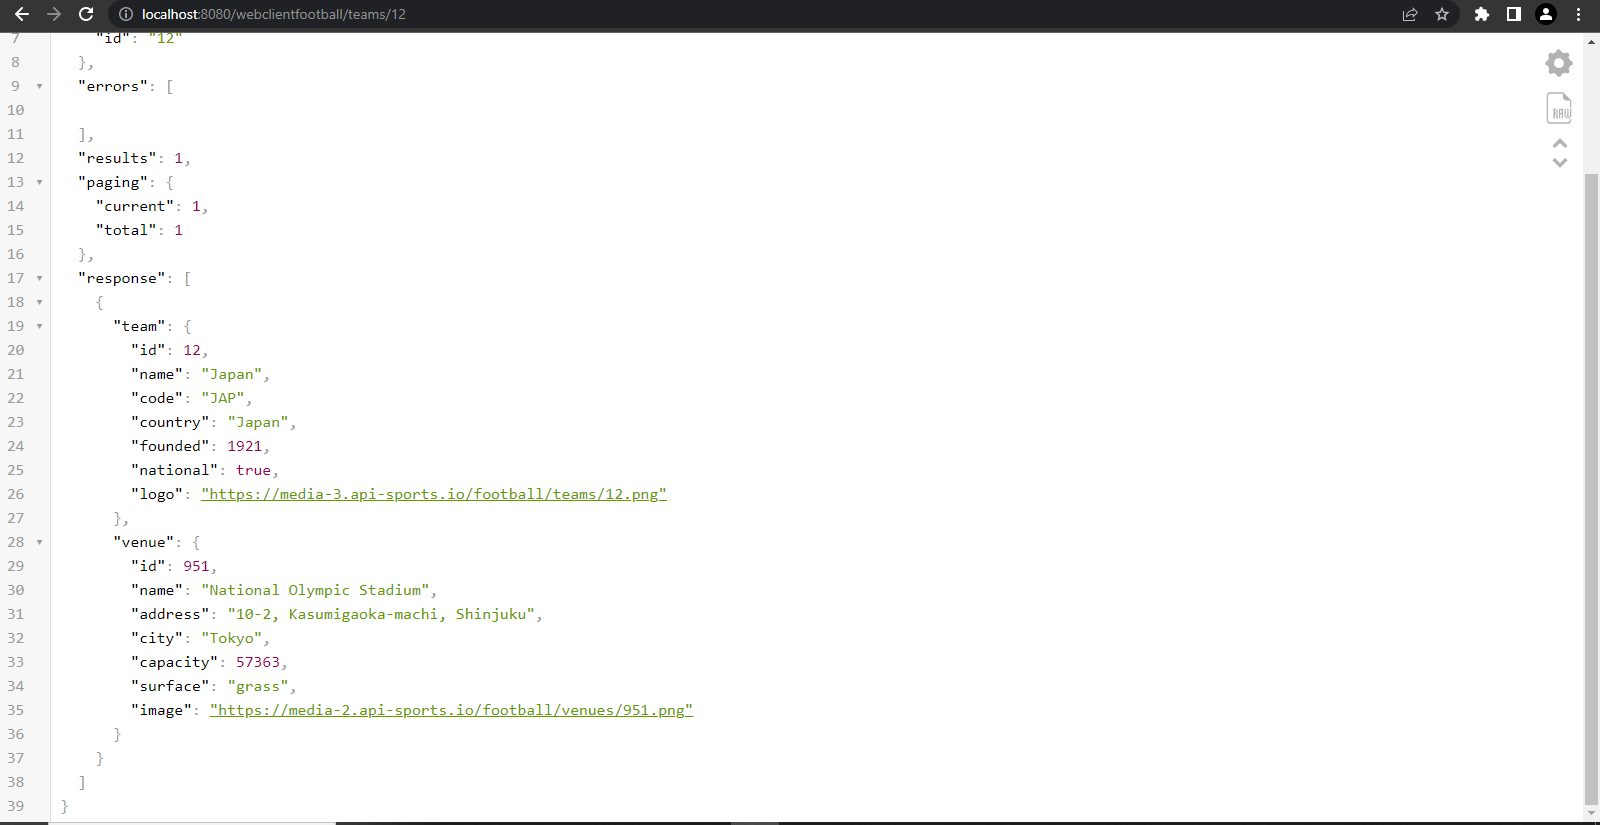 localhost:8080/webclientfootball/teams/12
7 "id": "12"
8 },
9 "errors": [
10
11 ],
12 "results": 1,
13 "paging": {
14 "current": 1,
15 "total": 1
16 },
17 "response": [
18 {
19 "team": {
20 "id": 12,
21 "name": "Japan",
22 "code": "JAP",
23 "country": "Japan",
24 "founded": 1921,
25 "national": true,
26 "logo": "https://media-3.api-sports.io/football/teams/12.png"
27 },
28 "venue": {
29 "id": 951,
30 "name": "National Olympic Stadium",
31 "address": "10-2, Kasumigaoka-machi, Shinjuku",
32 "city": "Tokyo",
33 "capacity": 57363,
34 "surface": "grass",
35 "image": "https://media-2.api-sports.io/football/venues/951.png"
36 }
37 }
38 ]
39 }
RAW